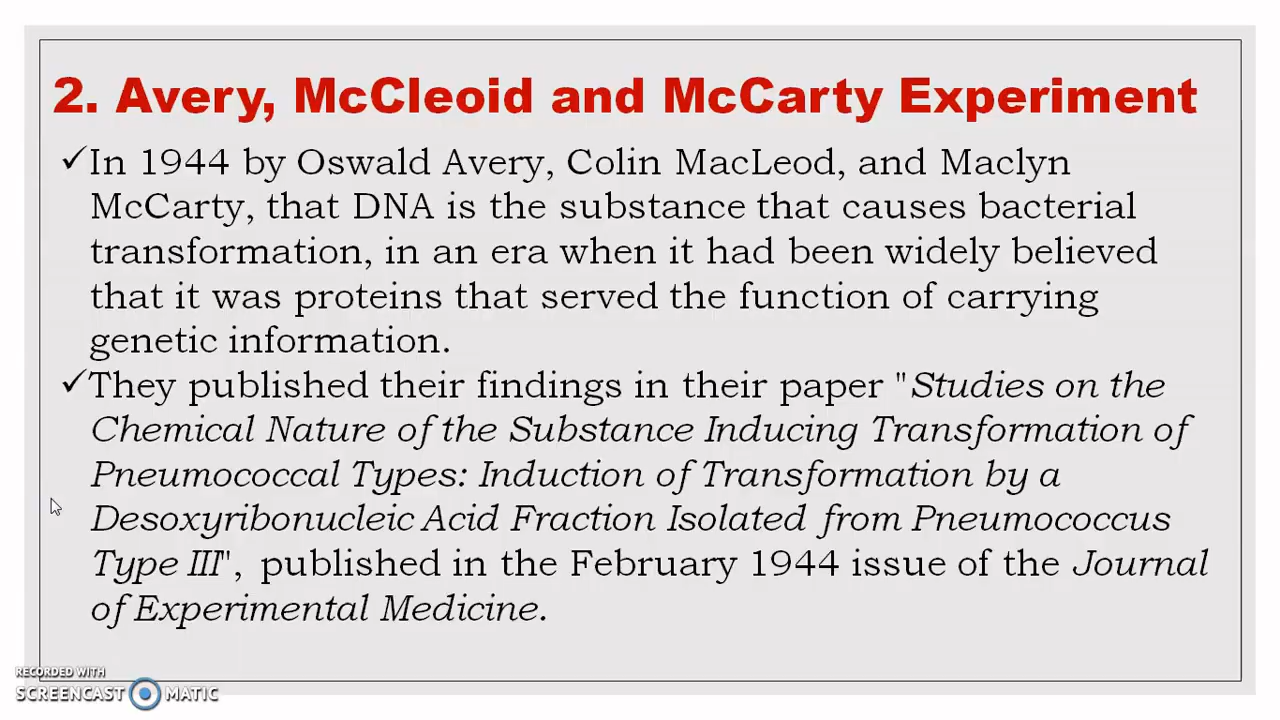 2. Avery, McCleoid and McCarty Experiment
✓In 1944 by Oswald Avery, Colin MacLeod, and Maclyn
McCarty, that DNA is the substance that causes bacterial
transformation, in an era when it had been widely believed
that it was proteins that served the function of carrying
genetic information.
✓They published their findings in their paper "Studies on the
Chemical Nature of the Substance Inducing Transformation of
Pneumococcal Types: Induction of Transformation by a
Desoxyribonucleic Acid Fraction Isolated from Pneumococcus
Type III", published in the February 1944 issue of the Journal
of Experimental Medicine.
RECORDED WITH
SCREENCAST MATIC